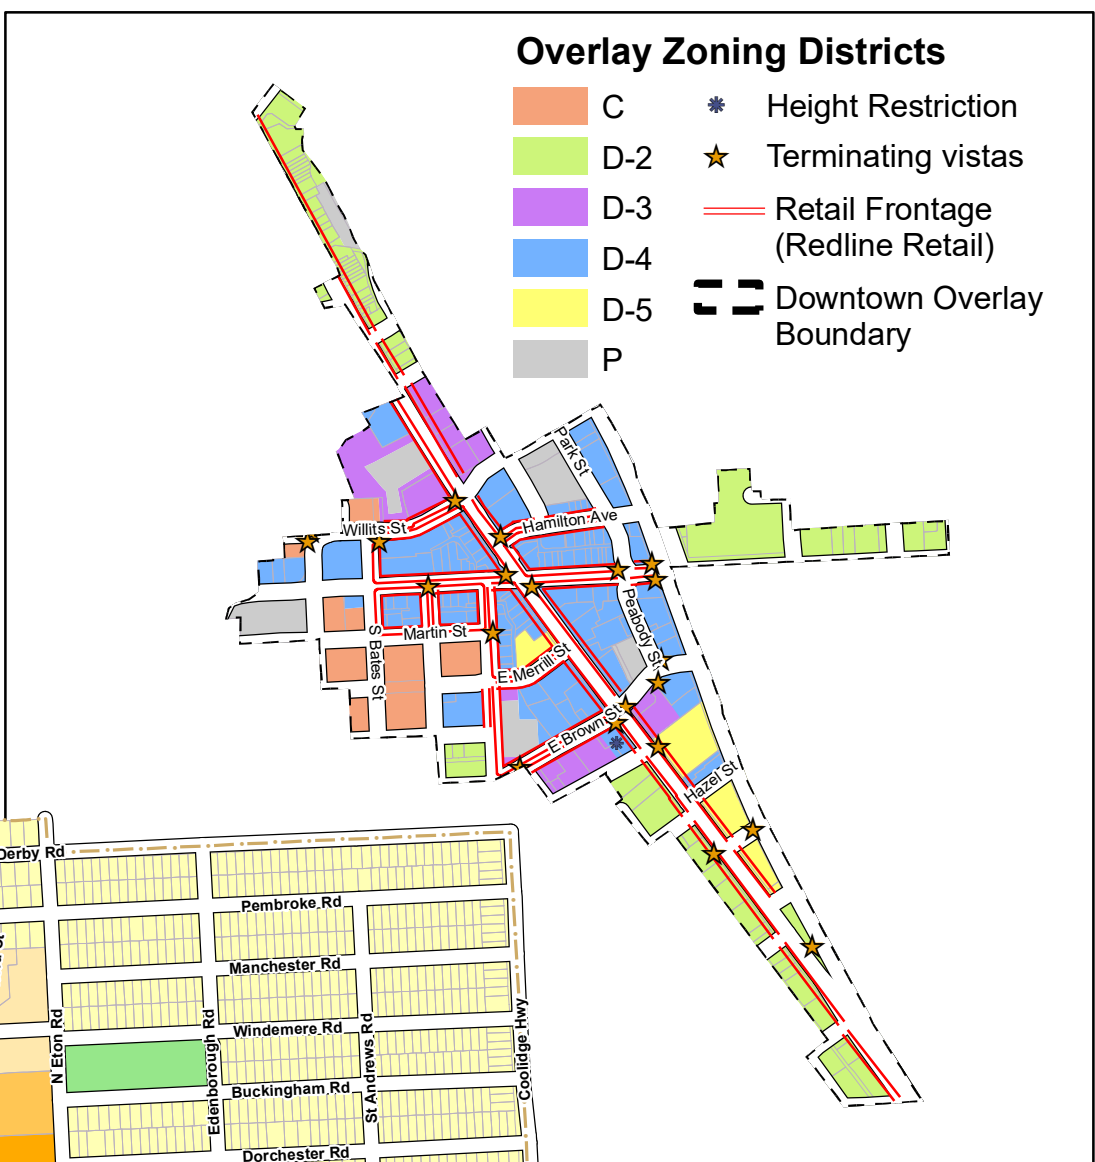 Overlay Zoning Districts
C
Height Restriction
D-2
Terminating vistas
D-3
Retail Frontage
(Redline Retail)
D-4
D-5
Downtown Overlay
Boundary
P
Park St
Willits St
Hamilton Ave
Peabody St
S Bates St
Martin St
E Merrill St
E Brown St
Hazel St
Derby Rd
Pembroke Rd
Manchester Rd
N Eton Rd
Edenborough Rd
Windemere Rd
St Andrews Rd
Coolidge Hwy
Buckingham Rd
Dorchester Rd